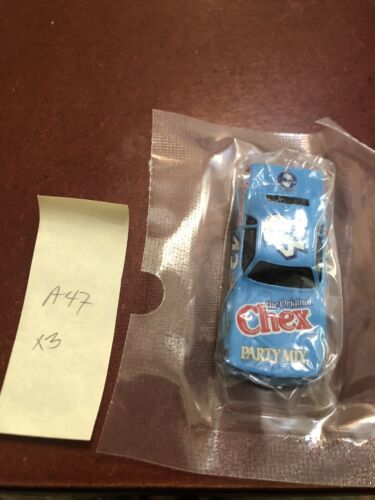 A47
x3
the Original
Chex
PARTY MIX